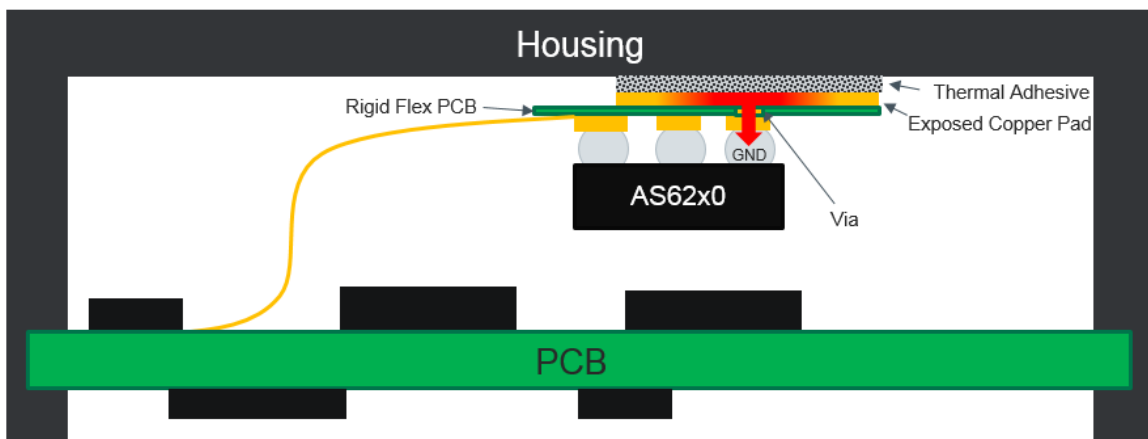 Housing
Thermal Adhesive
Rigid Flex PCB
Exposed Copper Pad
GND
AS62x0
Via
PCB